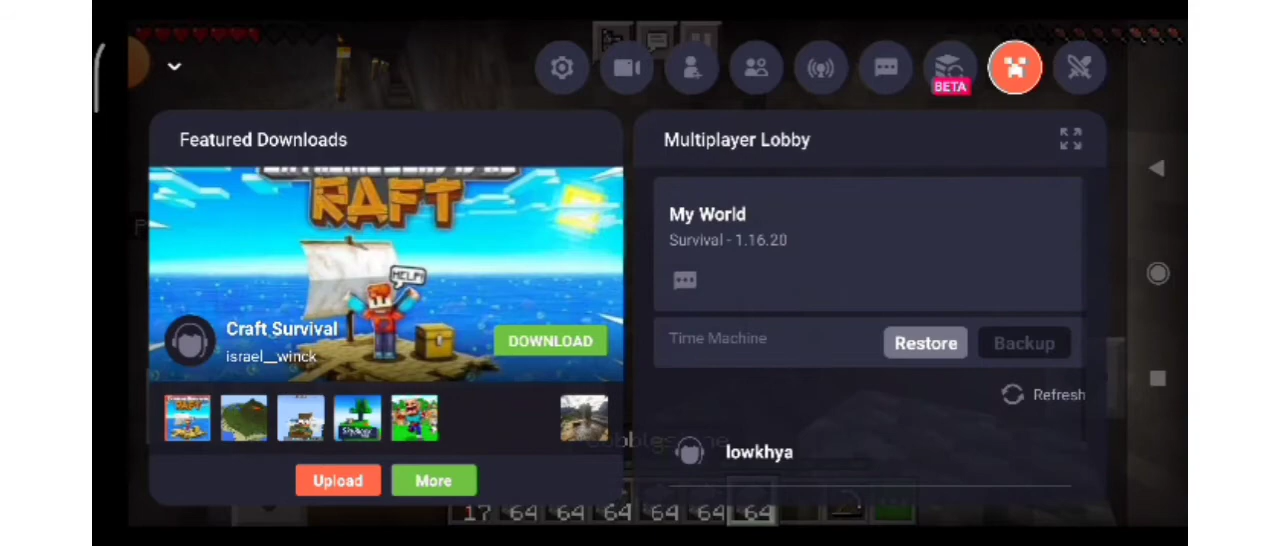 BETA
Featured Downloads
RAFT
HELP!
Craft Survival
israel__winck
DOWNLOAD
Upload
More
Multiplayer Lobby
My World
Survival - 1.16.20
Time Machine
Restore
Backup
Refresh
lowkhya
17 64 64 64 64 64 64